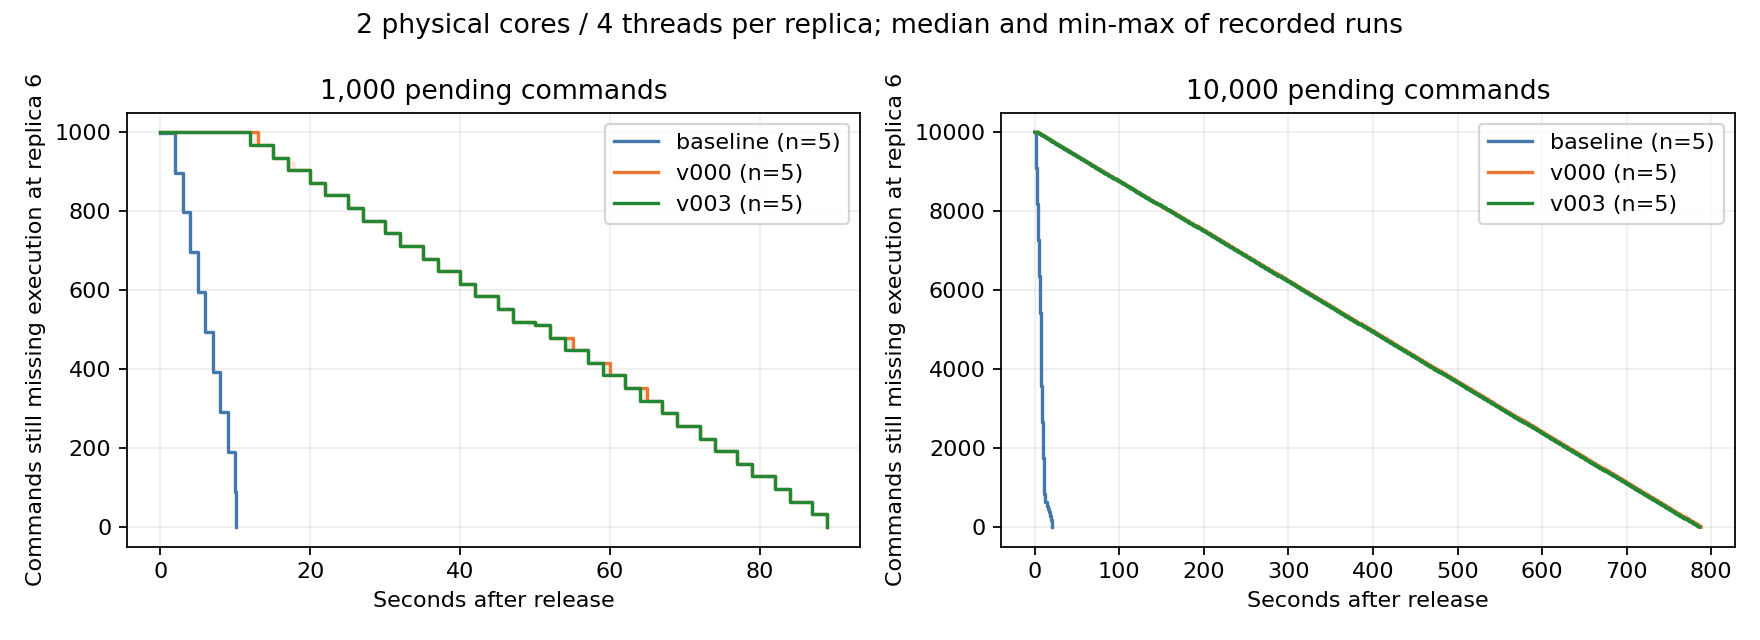 2 physical cores / 4 threads per replica; median and min-max of recorded runs
1,000 pending commands
Commands still missing execution at replica 6
1000
800
600
400
200
0
0 20 40 60 80
Seconds after release
baseline (n=5)
v000 (n=5)
v003 (n=5)
10,000 pending commands
Commands still missing execution at replica 6
10000
8000
6000
4000
2000
0
0 100 200 300 400 500 600 700 800
Seconds after release
baseline (n=5)
v000 (n=5)
v003 (n=5)